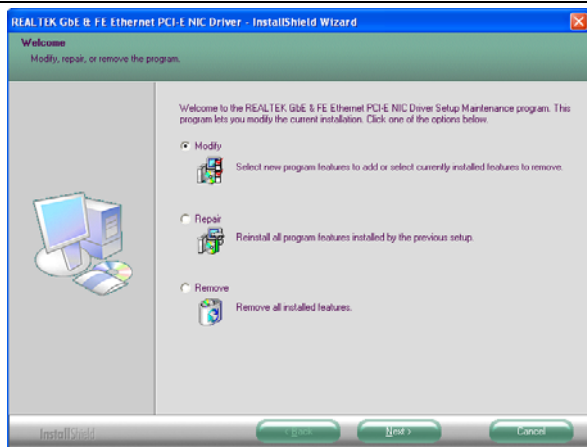 REALTEK GbE & FE Ethernet PCI-E NIC Driver - InstallShield Wizard
Welcome
Modify, repair, or remove the program.
Welcome to the REALTEK GbE & FE Ethernet PCI-E NIC Driver Setup Maintenance program. This
program lets you modify the current installation. Click one of the options below.
Modify
Select new program features to add or select currently installed features to remove.
Repair
Reinstall all program features installed by the previous setup.
Remove
Remove all installed features.
InstallShield
< Back
Next >
Cancel